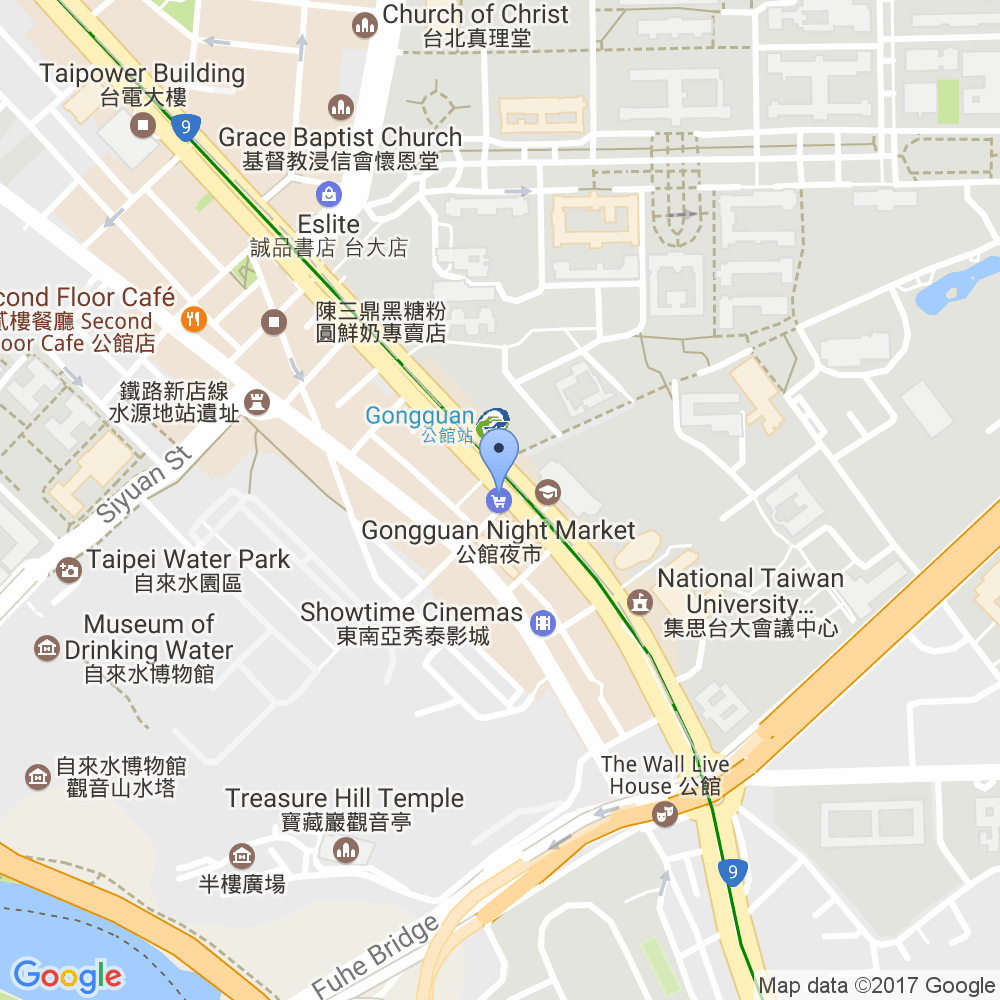 Church of Christ
台北真理堂
Taipower Building
台電大樓
9
Grace Baptist Church
基督教浸信會懷恩堂
Eslite
誠品書店 台大店
cond Floor Café
貳樓餐廳 Second
oor Cafe 公館店
陳三鼎黑糖粉
圓鮮奶專賣店
鐵路新店線
水源地站遺址
Gongguan
公館站
Siyuan St
Gongguan Night Market
公館夜市
Taipei Water Park
自來水園區
National Taiwan
University...
集思台大會議中心
Showtime Cinemas
東南亞秀泰影城
Museum of
Drinking Water
自來水博物館
自來水博物館
觀音山水塔
The Wall Live
House 公館
Treasure Hill Temple
寶藏巖觀音亭
半樓廣場
9
Fuhe Bridge
Google
Map data ©2017 Google